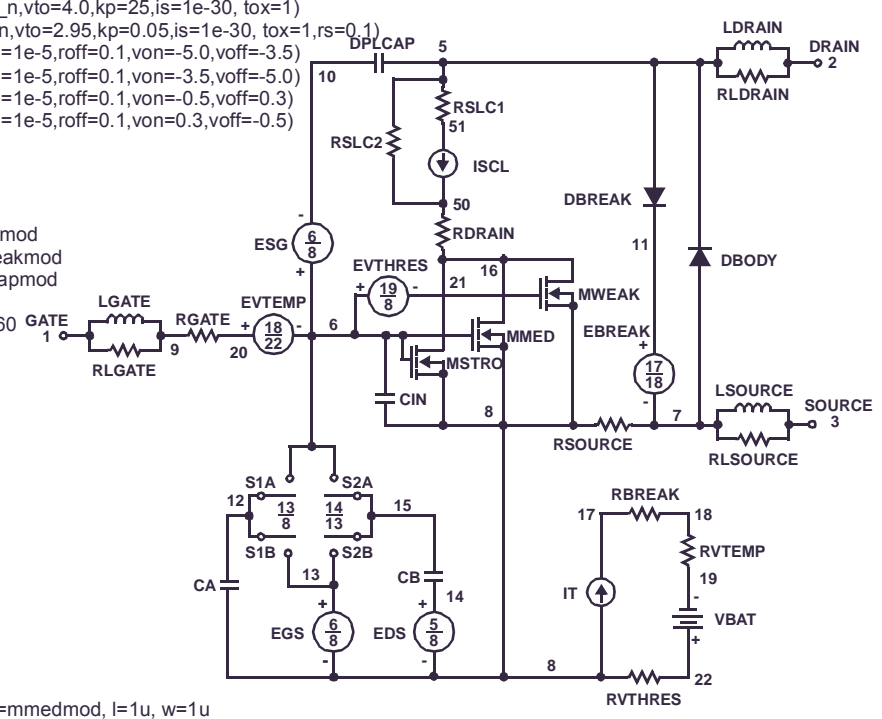 _n,vto=4.0,kp=25,is=1e-30, tox=1)
n,vto=2.95,kp=0.05,is=1e-30, tox=1,rs=0.1)
=1e-5,roff=0.1,von=-5.0,voff=-3.5)
=1e-5,roff=0.1,von=-3.5,voff=-5.0)
=1e-5,roff=0.1,von=-0.5,voff=0.3)
=1e-5,roff=0.1,von=0.3,voff=-0.5)
LDRAIN
DPLCAP 5 DRAIN
10 2
RLDRAIN
RSLC1
51
RSLC2
ISCL
50
DBREAK
mod
eakmod
apmod
RDRAIN
ESG 6 8
11
DBODY
EVTHRES 16
19 8
21
MWEAK
LGATE
60 GATE RGATE EVTEMP
1
EBREAK
18 22
6
MMED
9
20
MSTRO
RLGATE
17 18
CIN
LSOURCE
8 7 SOURCE
3
RSOURCE
RLSOURCE
S1A S2A
12 13 8 14 13 15
RBREAK
17 18
S1B S2B
RVTEMP
13
CA CB
19
14
IT
VBAT
EGS 6 8 EDS 5 8
8
22
RVTHRES
=mmedmod, l=1u, w=1u